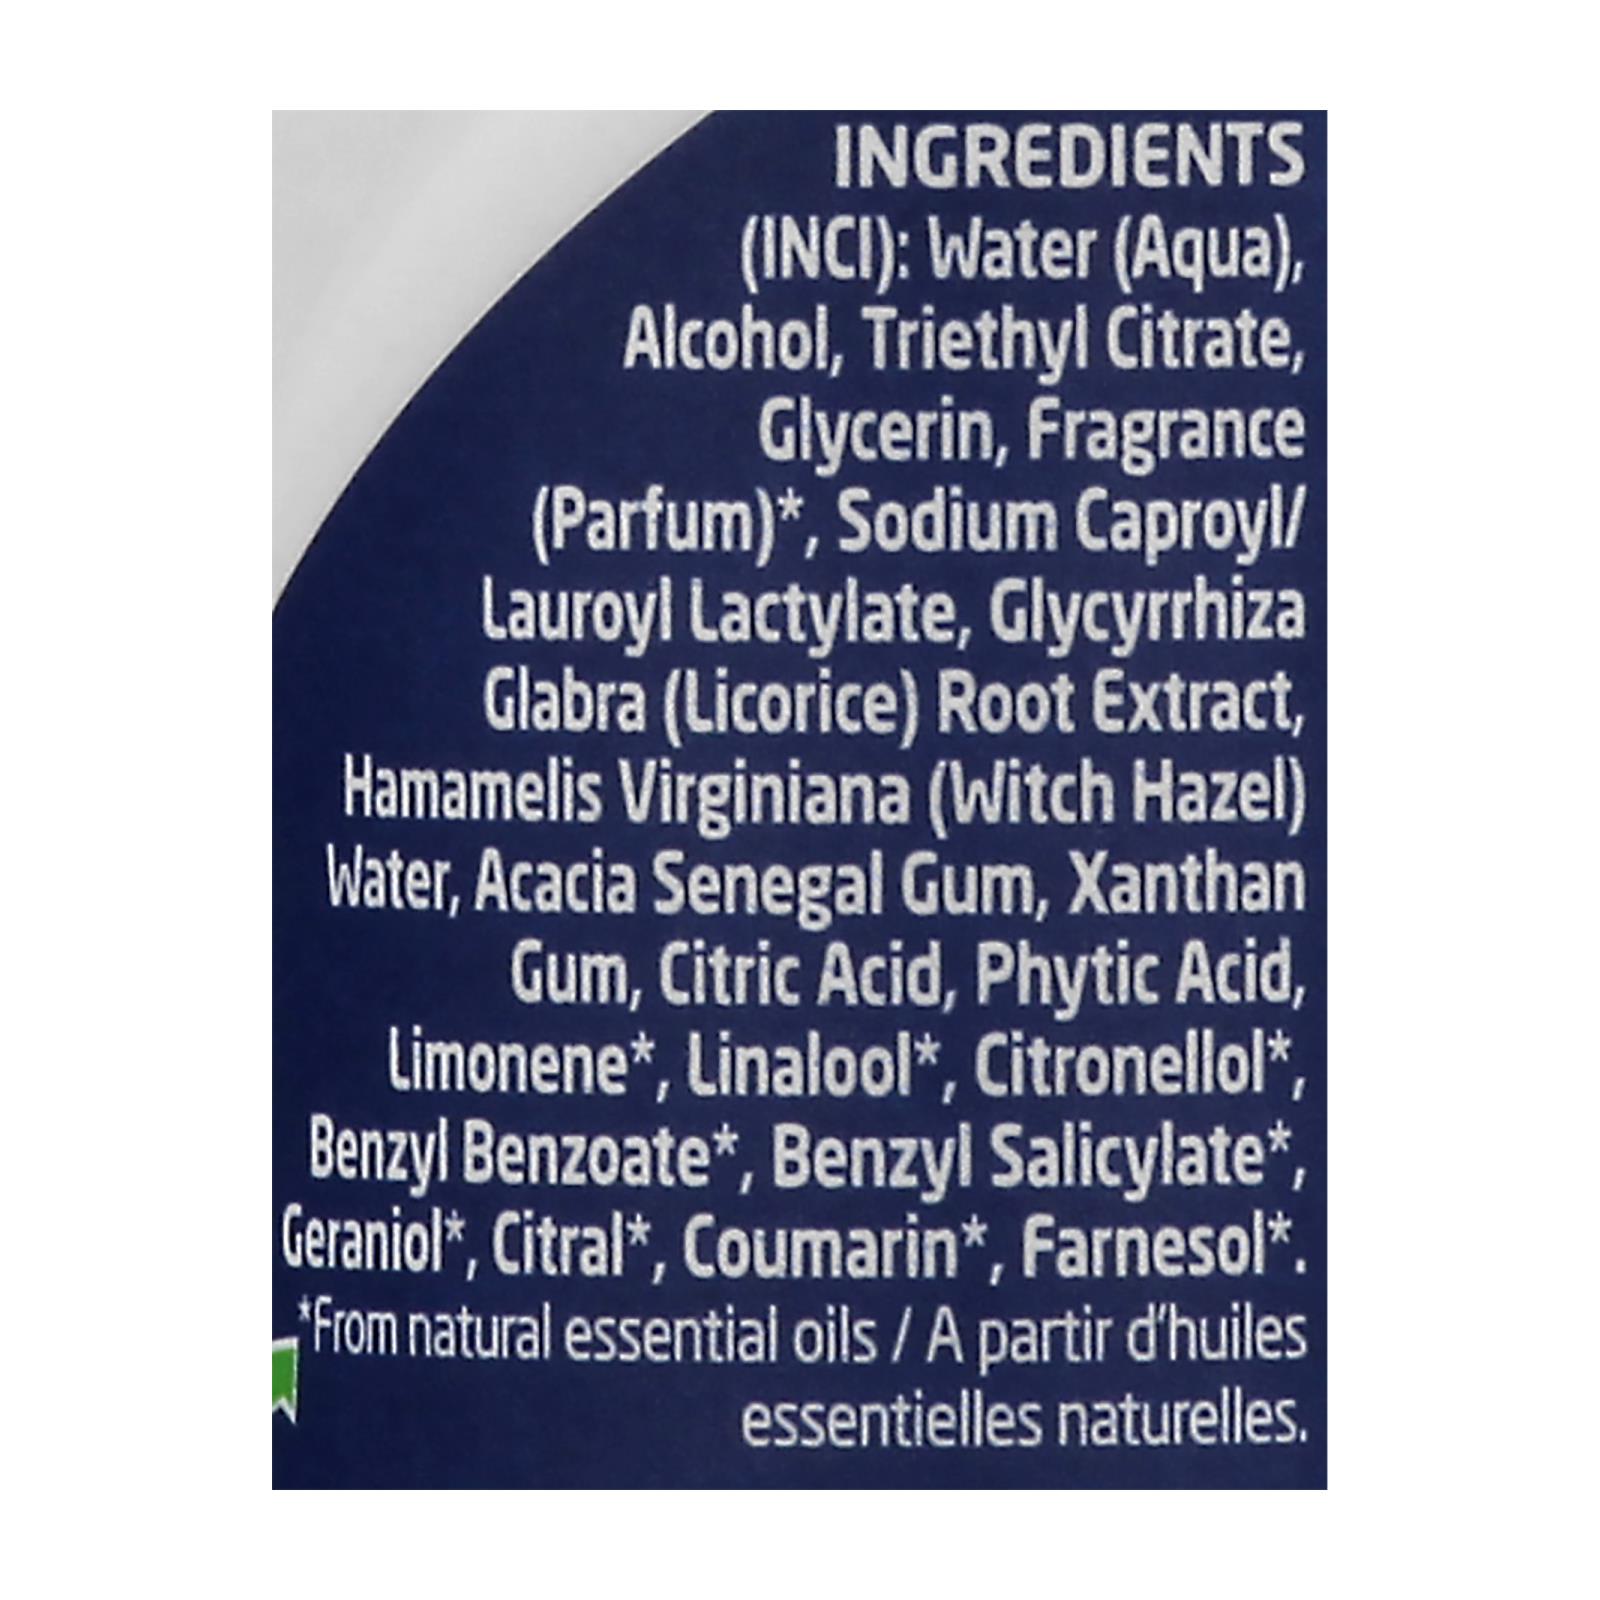 INGREDIENTS
(INCI): Water (Aqua),
Alcohol, Triethyl Citrate,
Glycerin, Fragrance
(Parfum)*, Sodium Caproyl/
Lauroyl Lactylate, Glycyrrhiza
Glabra (Licorice) Root Extract,
Hamamelis Virginiana (Witch Hazel)
Water, Acacia Senegal Gum, Xanthan
Gum, Citric Acid, Phytic Acid,
Limonene*, Linalool*, Citronellol*,
Benzyl Benzoate*, Benzyl Salicylate*,
Geraniol*, Citral*, Coumarin*, Farnesol*.
*From natural essential oils / A partir d'huiles
essentielles naturelles.